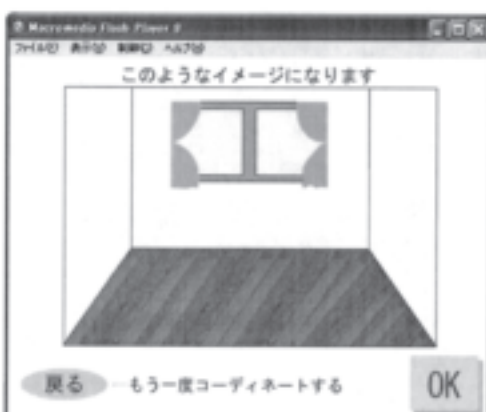 Macromedia Flash Player 8
ファイル(F) 表示(V) 制御(C) ヘルプ(H)
このようなイメージになります
戻る もう一度コーディネートする
OK